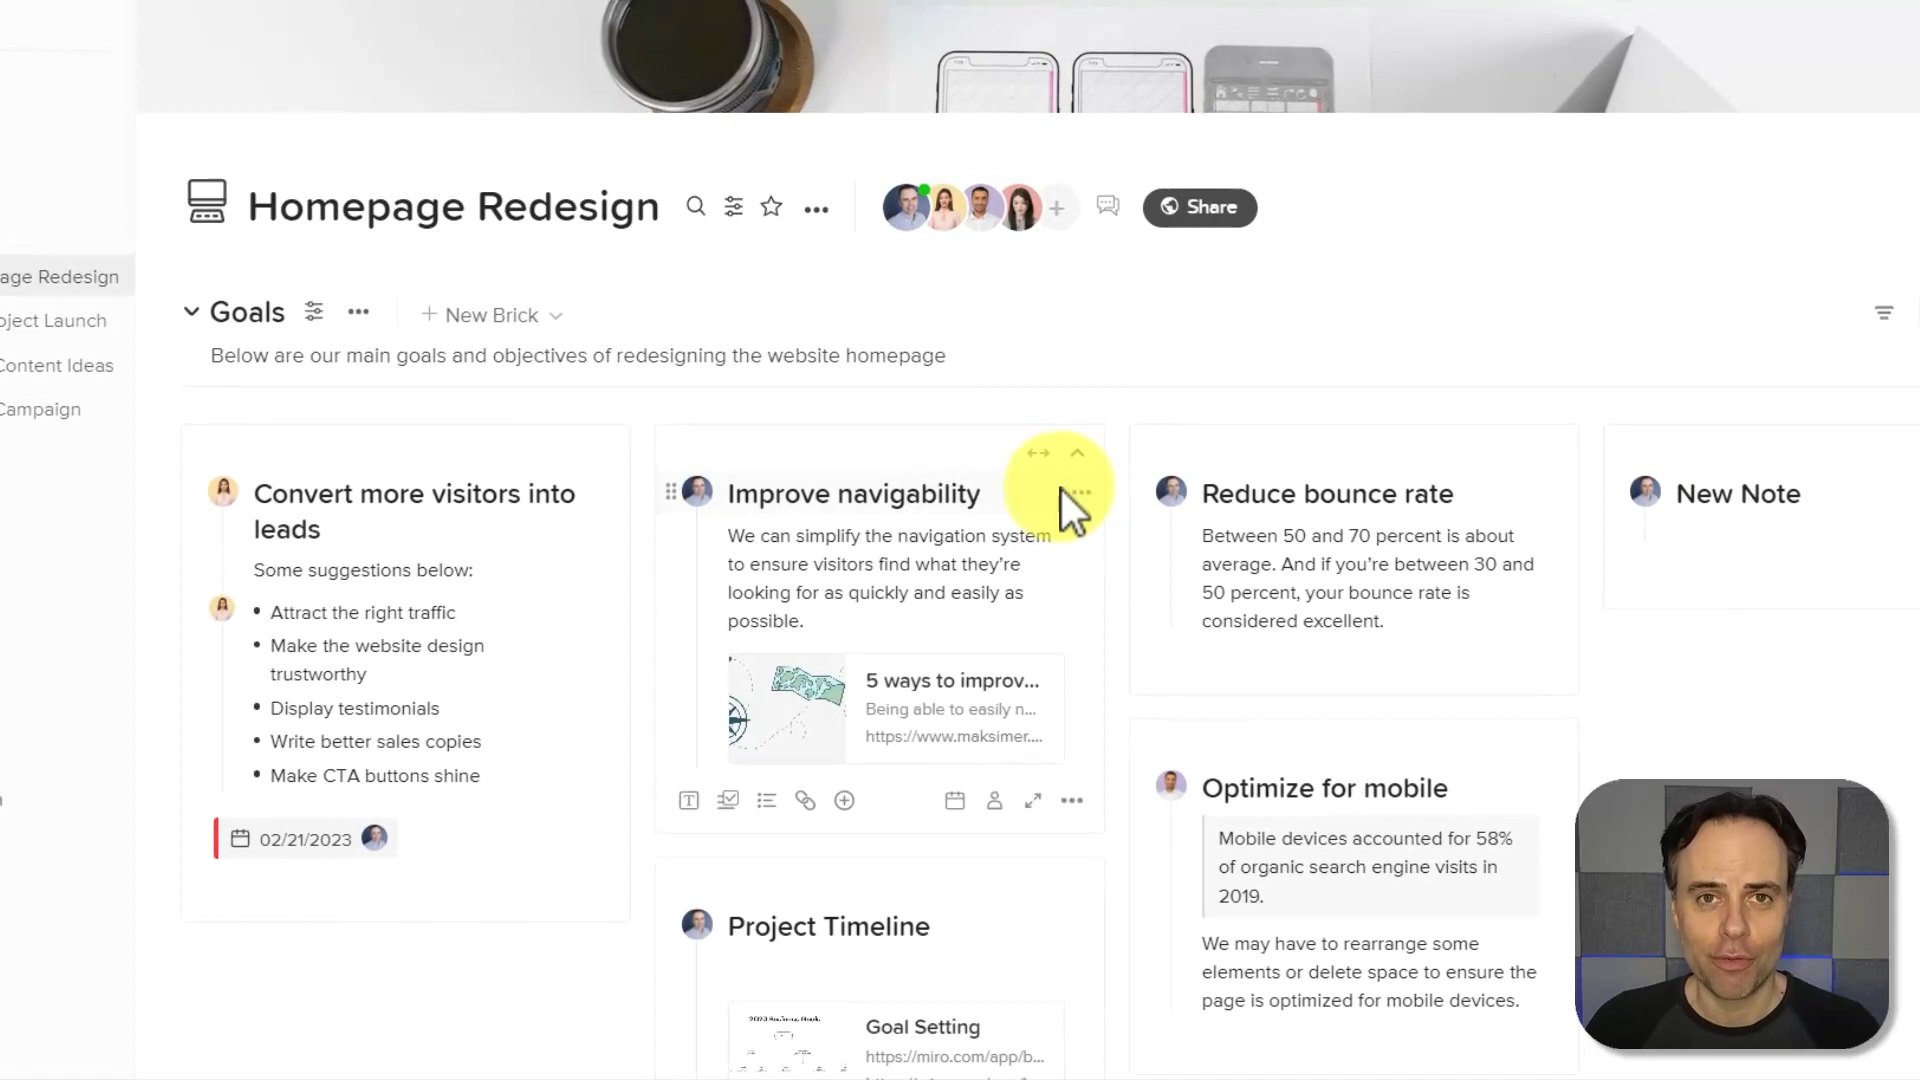 Homepage Redesign
Share
age Redesign
oject Launch
Content Ideas
Campaign
Goals
New Brick
Below are our main goals and objectives of redesigning the website homepage
Convert more visitors into
leads
Some suggestions below:
• Attract the right traffic
• Make the website design
trustworthy
• Display testimonials
• Write better sales copies
• Make CTA buttons shine
02/21/2023
Improve navigability
We can simplify the navigation system
to ensure visitors find what they're
looking for as quickly and easily as
possible.
5 ways to improv...
Being able to easily n...
https://www.maksimer....
Project Timeline
Goal Setting
https://miro.com/app/b...
Reduce bounce rate
Between 50 and 70 percent is about
average. And if you're between 30 and
50 percent, your bounce rate is
considered excellent.
Optimize for mobile
Mobile devices accounted for 58%
of organic search engine visits in
2019.
We may have to rearrange some
elements or delete space to ensure the
page is optimized for mobile devices.
New Note